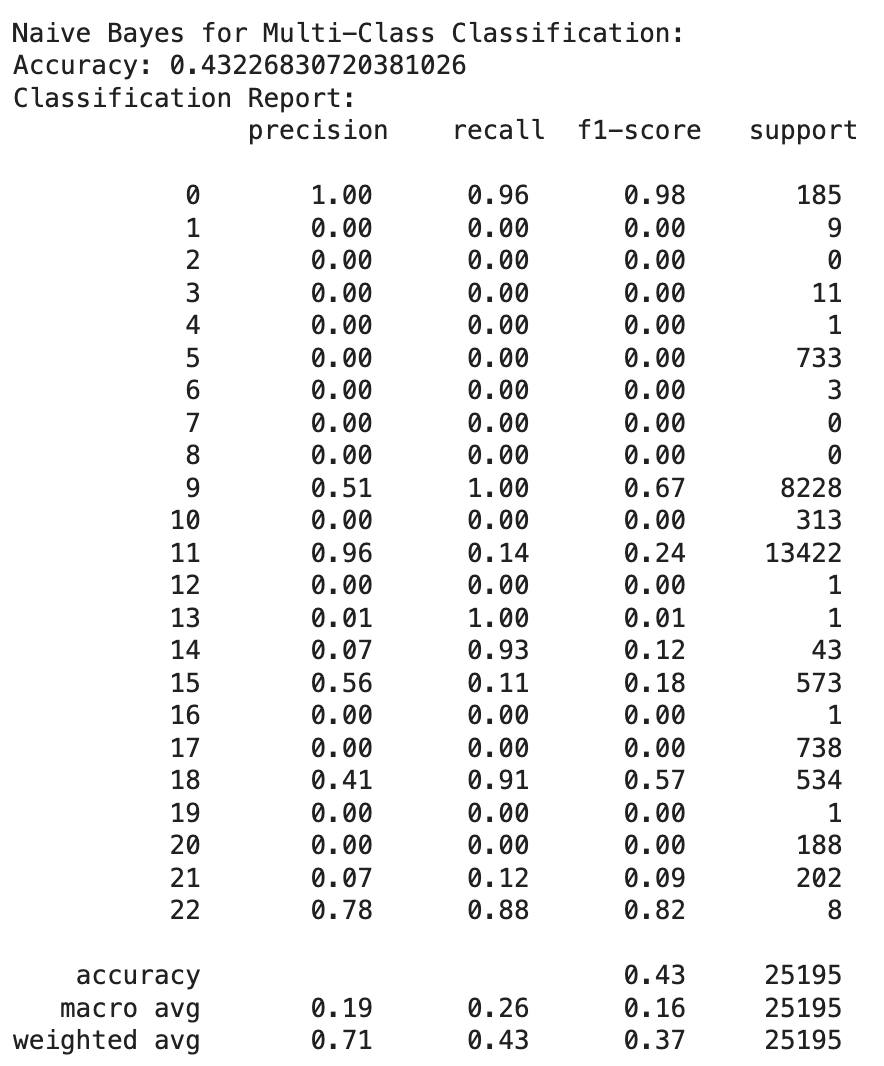 Naive Bayes for Multi-Class Classification:
Accuracy: 0.43226830720381026
Classification Report:
precision recall f1-score support
0 1.00 0.96 0.98 185
1 0.00 0.00 0.00 9
2 0.00 0.00 0.00 0
3 0.00 0.00 0.00 11
4 0.00 0.00 0.00 1
5 0.00 0.00 0.00 733
6 0.00 0.00 0.00 3
7 0.00 0.00 0.00 0
8 0.00 0.00 0.00 0
9 0.51 1.00 0.67 8228
10 0.00 0.00 0.00 313
11 0.96 0.14 0.24 13422
12 0.00 0.00 0.00 1
13 0.01 1.00 0.01 1
14 0.07 0.93 0.12 43
15 0.56 0.11 0.18 573
16 0.00 0.00 0.00 1
17 0.00 0.00 0.00 738
18 0.41 0.91 0.57 534
19 0.00 0.00 0.00 1
20 0.00 0.00 0.00 188
21 0.07 0.12 0.09 202
22 0.78 0.88 0.82 8
accuracy 0.43 25195
macro avg 0.19 0.26 0.16 25195
weighted avg 0.71 0.43 0.37 25195